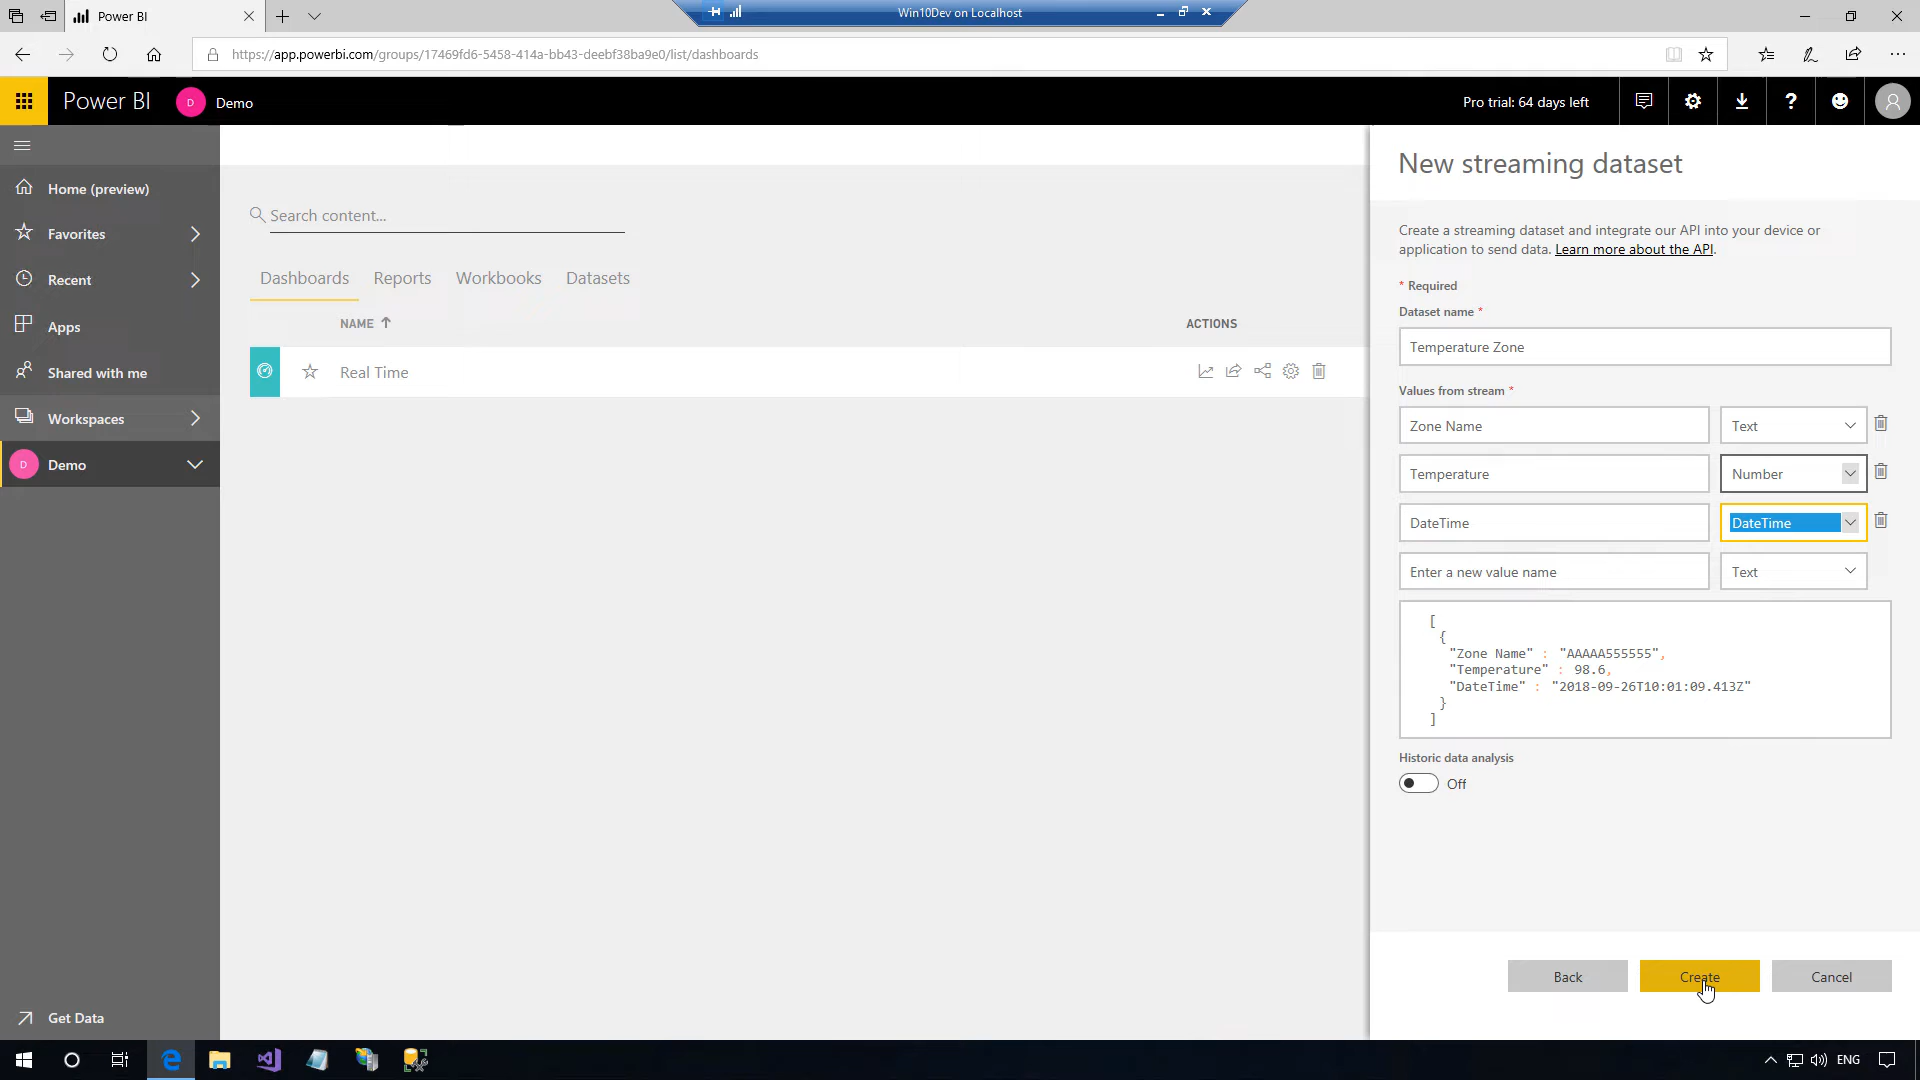 Power BI
Win10Dev on Localhost
https://app.powerbi.com/groups/17469fd6-5458-414a-bb43-deebf38ba9e0/list/dashboards
Power BI
D
Demo
Pro trial: 64 days left
?
Home (preview)
Favorites
Recent
Apps
Shared with me
Workspaces
D
Demo
Get Data
Search content...
Dashboards
Reports
Workbooks
Datasets
NAME
ACTIONS
Real Time
New streaming dataset
Create a streaming dataset and integrate our API into your device or
application to send data. Learn more about the API.
* Required
Dataset name *
Temperature Zone
Values from stream *
Zone Name
Text
Temperature
Number
DateTime
DateTime
Enter a new value name
Text
[
{
"Zone Name" : "AAAAA555555",
"Temperature" : 98.6,
"DateTime" : "2018-09-26T10:01:09.413Z"
}
]
Historic data analysis
Off
Back
Create
Cancel
ENG